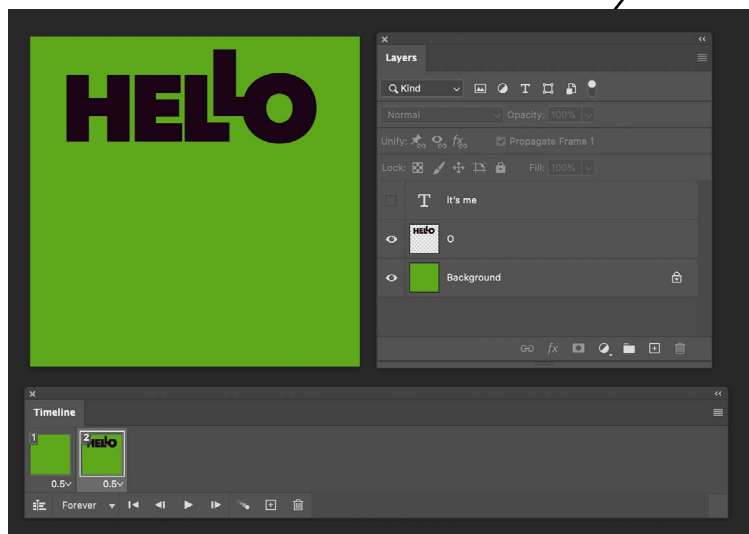 HELLO
Layers
Kind
Normal Opacity: 100%
Unify: Propagate Frame 1
Lock: Fill: 100%
T it's me
HELLO O
Background
fx
Timeline
1 2 HELLO
0.5 0.5
Forever